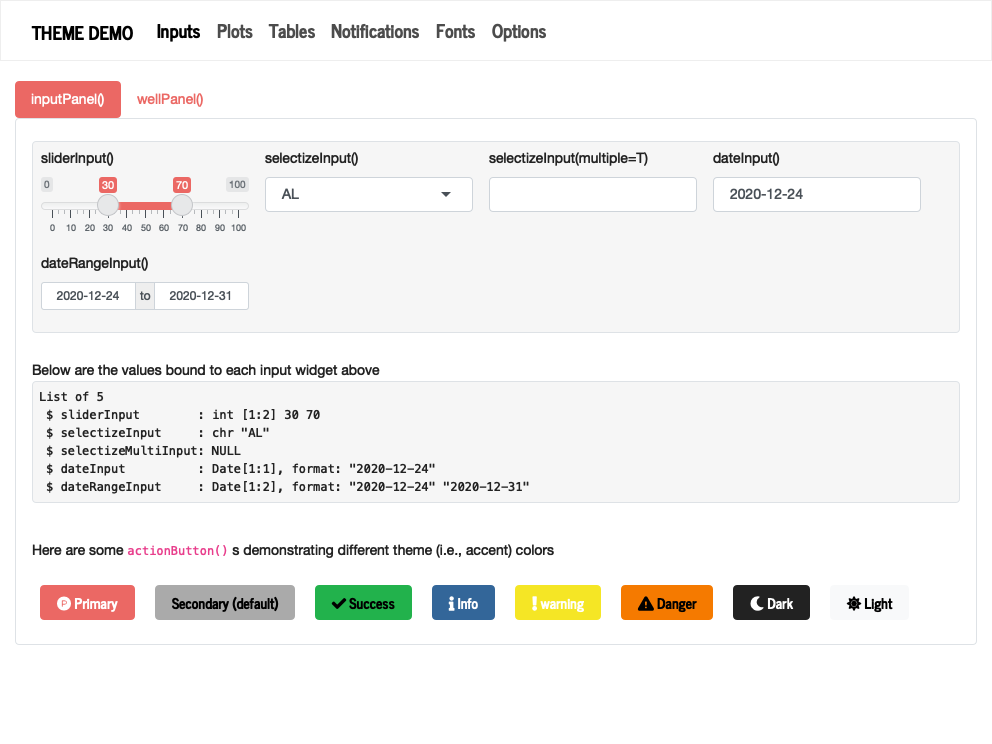 THEME DEMO Inputs Plots Tables Notifications Fonts Options
inputPanel() wellPanel()
sliderInput() selectizeInput() selectizeInput(multiple=T) dateInput()
0 30 70 100
AL 2020-12-24
0 10 20 30 40 50 60 70 80 90 100
dateRangeInput()
2020-12-24 to 2020-12-31
Below are the values bound to each input widget above
List of 5
$ sliderInput : int [1:2] 30 70
$ selectizeInput : chr "AL"
$ selectizeMultiInput: NULL
$ dateInput : Date[1:1], format: "2020-12-24"
$ dateRangeInput : Date[1:2], format: "2020-12-24" "2020-12-31"
Here are some actionButton() s demonstrating different theme (i.e., accent) colors
Primary Secondary (default) Success Info warning Danger Dark Light